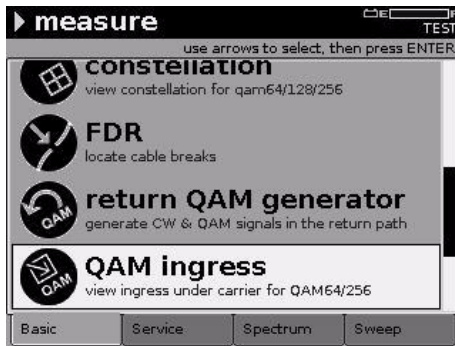 measure
E F
TEST
use arrows to select, then press ENTER
constellation
view constellation for qam64/128/256
FDR
locate cable breaks
QAM
return QAM generator
generate CW & QAM signals in the return path
QAM
QAM ingress
view ingress under carrier for QAM64/256
Basic Service Spectrum Sweep